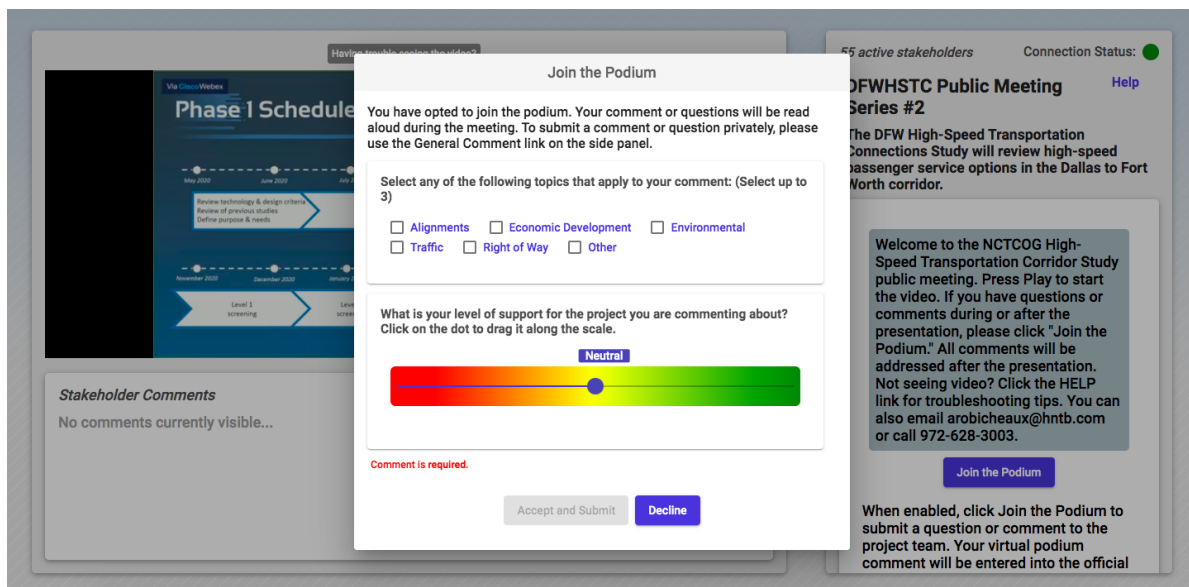 Having trouble seeing the video?
Via Cisco Webex
Phase 1 Schedule
May 2020 June 2020 July
Review technology & design criteria
Review of previous studies
Define purpose & needs
November 2020 December 2020 January
Level 1
screening
Stakeholder Comments
No comments currently visible...
Join the Podium
You have opted to join the podium. Your comment or questions will be read
aloud during the meeting. To submit a comment or question privately, please
use the General Comment link on the side panel.
Select any of the following topics that apply to your comment: (Select up to
3)
Alignments Economic Development Environmental
Traffic Right of Way Other
What is your level of support for the project you are commenting about?
Click on the dot to drag it along the scale.
Neutral
Comment is required.
Accept and Submit Decline
55 active stakeholders Connection Status:
DFWHSTC Public Meeting
Series #2
Help
The DFW High-Speed Transportation
Connections Study will review high-speed
passenger service options in the Dallas to Fort
Worth corridor.
Welcome to the NCTCOG High-
Speed Transportation Corridor Study
public meeting. Press Play to start
the video. If you have questions or
comments during or after the
presentation, please click "Join the
Podium." All comments will be
addressed after the presentation.
Not seeing video? Click the HELP
link for troubleshooting tips. You can
also email arobicheaux@hntb.com
or call 972-628-3003.
Join the Podium
When enabled, click Join the Podium to
submit a question or comment to the
project team. Your virtual podium
comment will be entered into the official